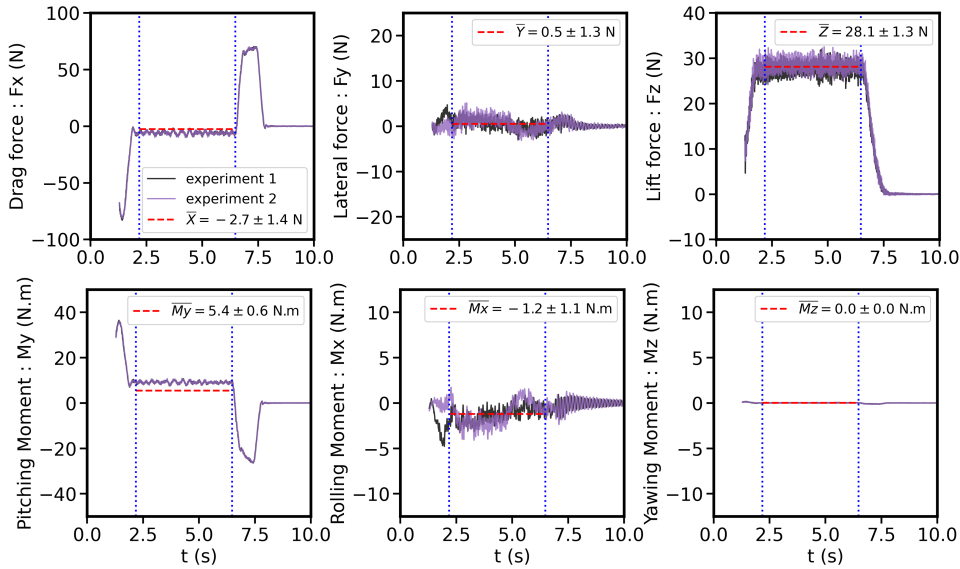 Drag force : Fx (N)
100
50
0
−50
−100
experiment 1
experiment 2
X = −2.7 ± 1.4 N
0.0 2.5 5.0 7.5 10.0
Lateral force : Fy (N)
20
10
0
−10
−20
Y = 0.5 ± 1.3 N
0.0 2.5 5.0 7.5 10.0
Lift force : Fz (N)
40
30
20
10
0
−10
Z = 28.1 ± 1.3 N
0.0 2.5 5.0 7.5 10.0
Pitching Moment : My (N.m)
40
20
0
−20
−40
My = 5.4 ± 0.6 N.m
0.0 2.5 5.0 7.5 10.0
t (s)
Rolling Moment : Mx (N.m)
10
5
0
−5
−10
Mx = −1.2 ± 1.1 N.m
0.0 2.5 5.0 7.5 10.0
t (s)
Yawing Moment : Mz (N.m)
10
5
0
−5
−10
Mz = 0.0 ± 0.0 N.m
0.0 2.5 5.0 7.5 10.0
t (s)